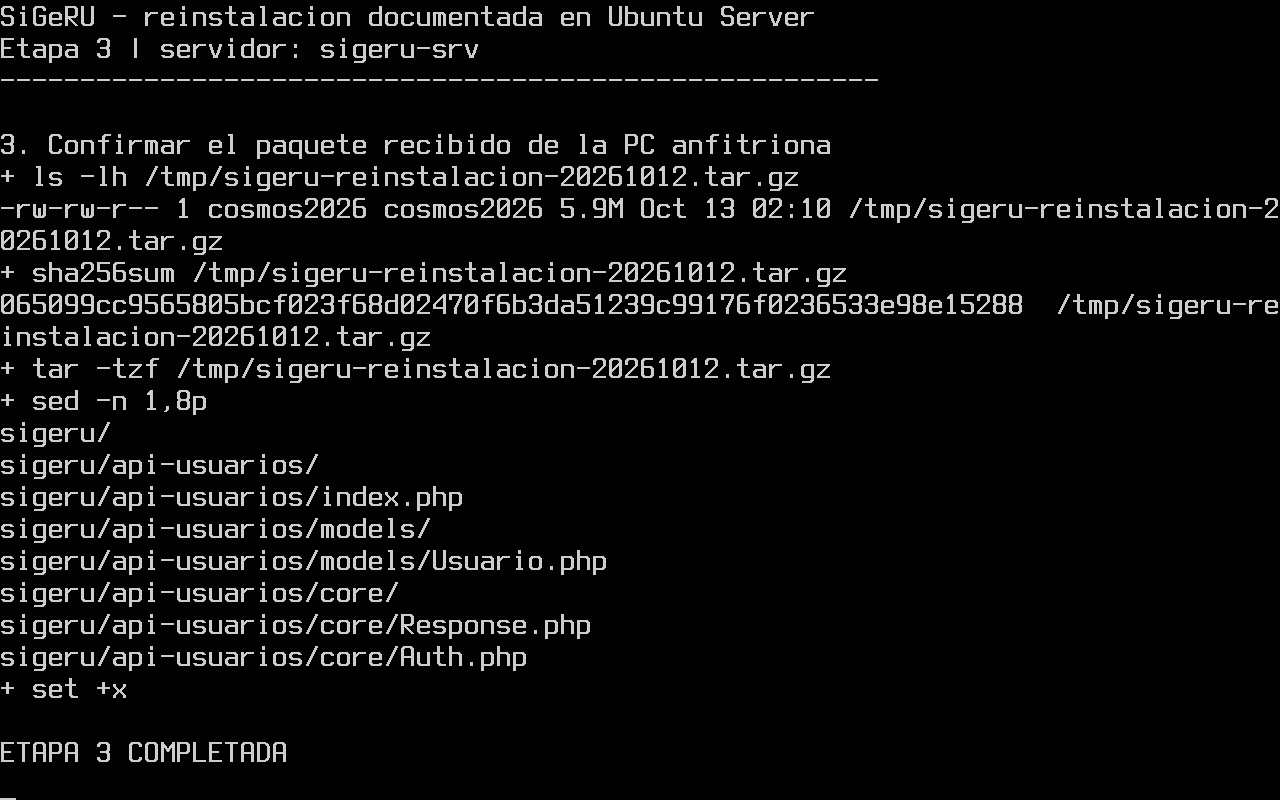 SiGeRU - reinstalacion documentada en Ubuntu Server
Etapa 3 | servidor: sigeru-srv
-------------------------------------------------------
3. Confirmar el paquete recibido de la PC anfitriona
+ ls -lh /tmp/sigeru-reinstalacion-20261012.tar.gz
-rw-rw-r-- 1 cosmos2026 cosmos2026 5.9M Oct 13 02:10 /tmp/sigeru-reinstalacion-2
0261012.tar.gz
+ sha256sum /tmp/sigeru-reinstalacion-20261012.tar.gz
065099cc9565805bcf023f68d02470f6b3da51239c99176f0236533e98e15288  /tmp/sigeru-re
instalacion-20261012.tar.gz
+ tar -tzf /tmp/sigeru-reinstalacion-20261012.tar.gz
+ sed -n 1,8p
sigeru/
sigeru/api-usuarios/
sigeru/api-usuarios/index.php
sigeru/api-usuarios/models/
sigeru/api-usuarios/models/Usuario.php
sigeru/api-usuarios/core/
sigeru/api-usuarios/core/Response.php
sigeru/api-usuarios/core/Auth.php
+ set +x
ETAPA 3 COMPLETADA